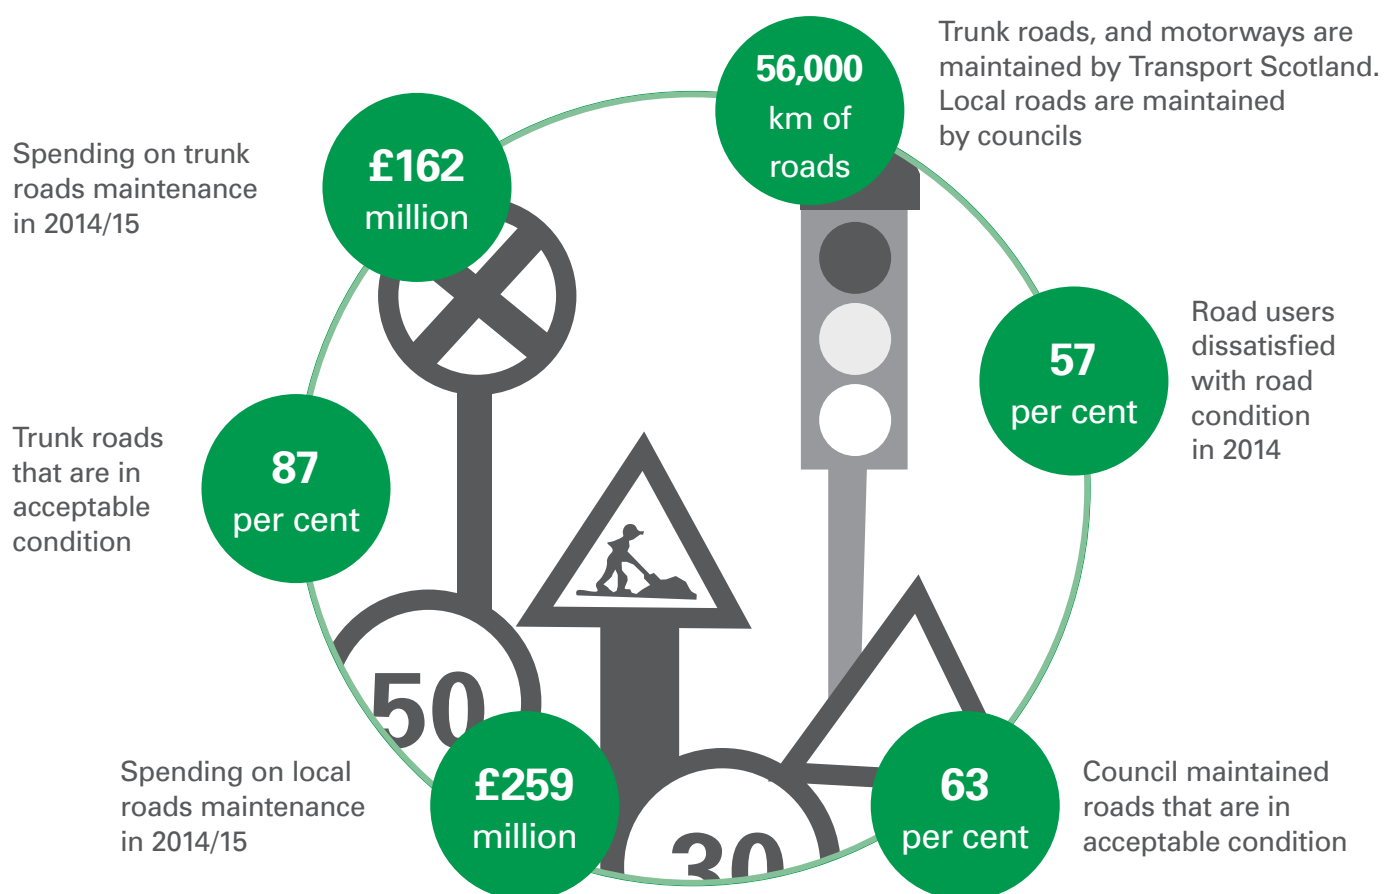 56,000
km of
roads
Trunk roads, and motorways are
maintained by Transport Scotland.
Local roads are maintained
by councils
Spending on trunk
roads maintenance
in 2014/15
£162
million
57
per cent
Road users
dissatisfied
with road
condition
in 2014
Trunk roads
that are in
acceptable
condition
87
per cent
50
Spending on local
roads maintenance
in 2014/15
£259
million
30
63
per cent
Council maintained
roads that are in
acceptable condition